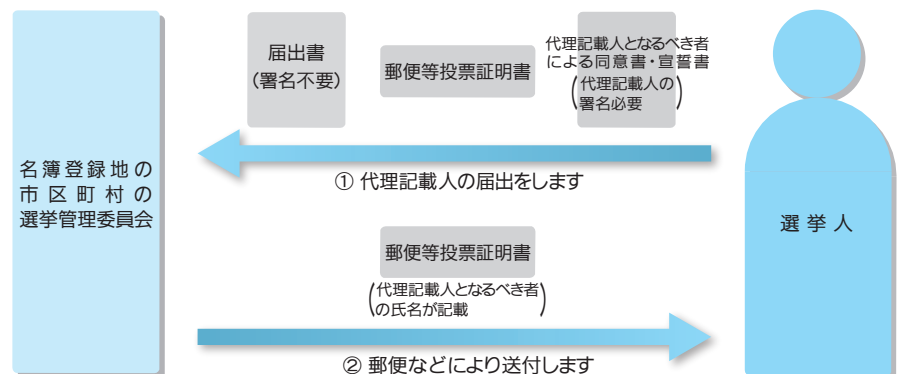 届出書
(署名不要)
郵便等投票証明書
代理記載人となるべき者
による同意書・宣誓書
(代理記載人の
署名必要)
① 代理記載人の届出をします
名簿登録地の
市区町村の
選挙管理委員会
選挙人
郵便等投票証明書
(代理記載人となるべき者
の氏名が記載)
② 郵便などにより送付します